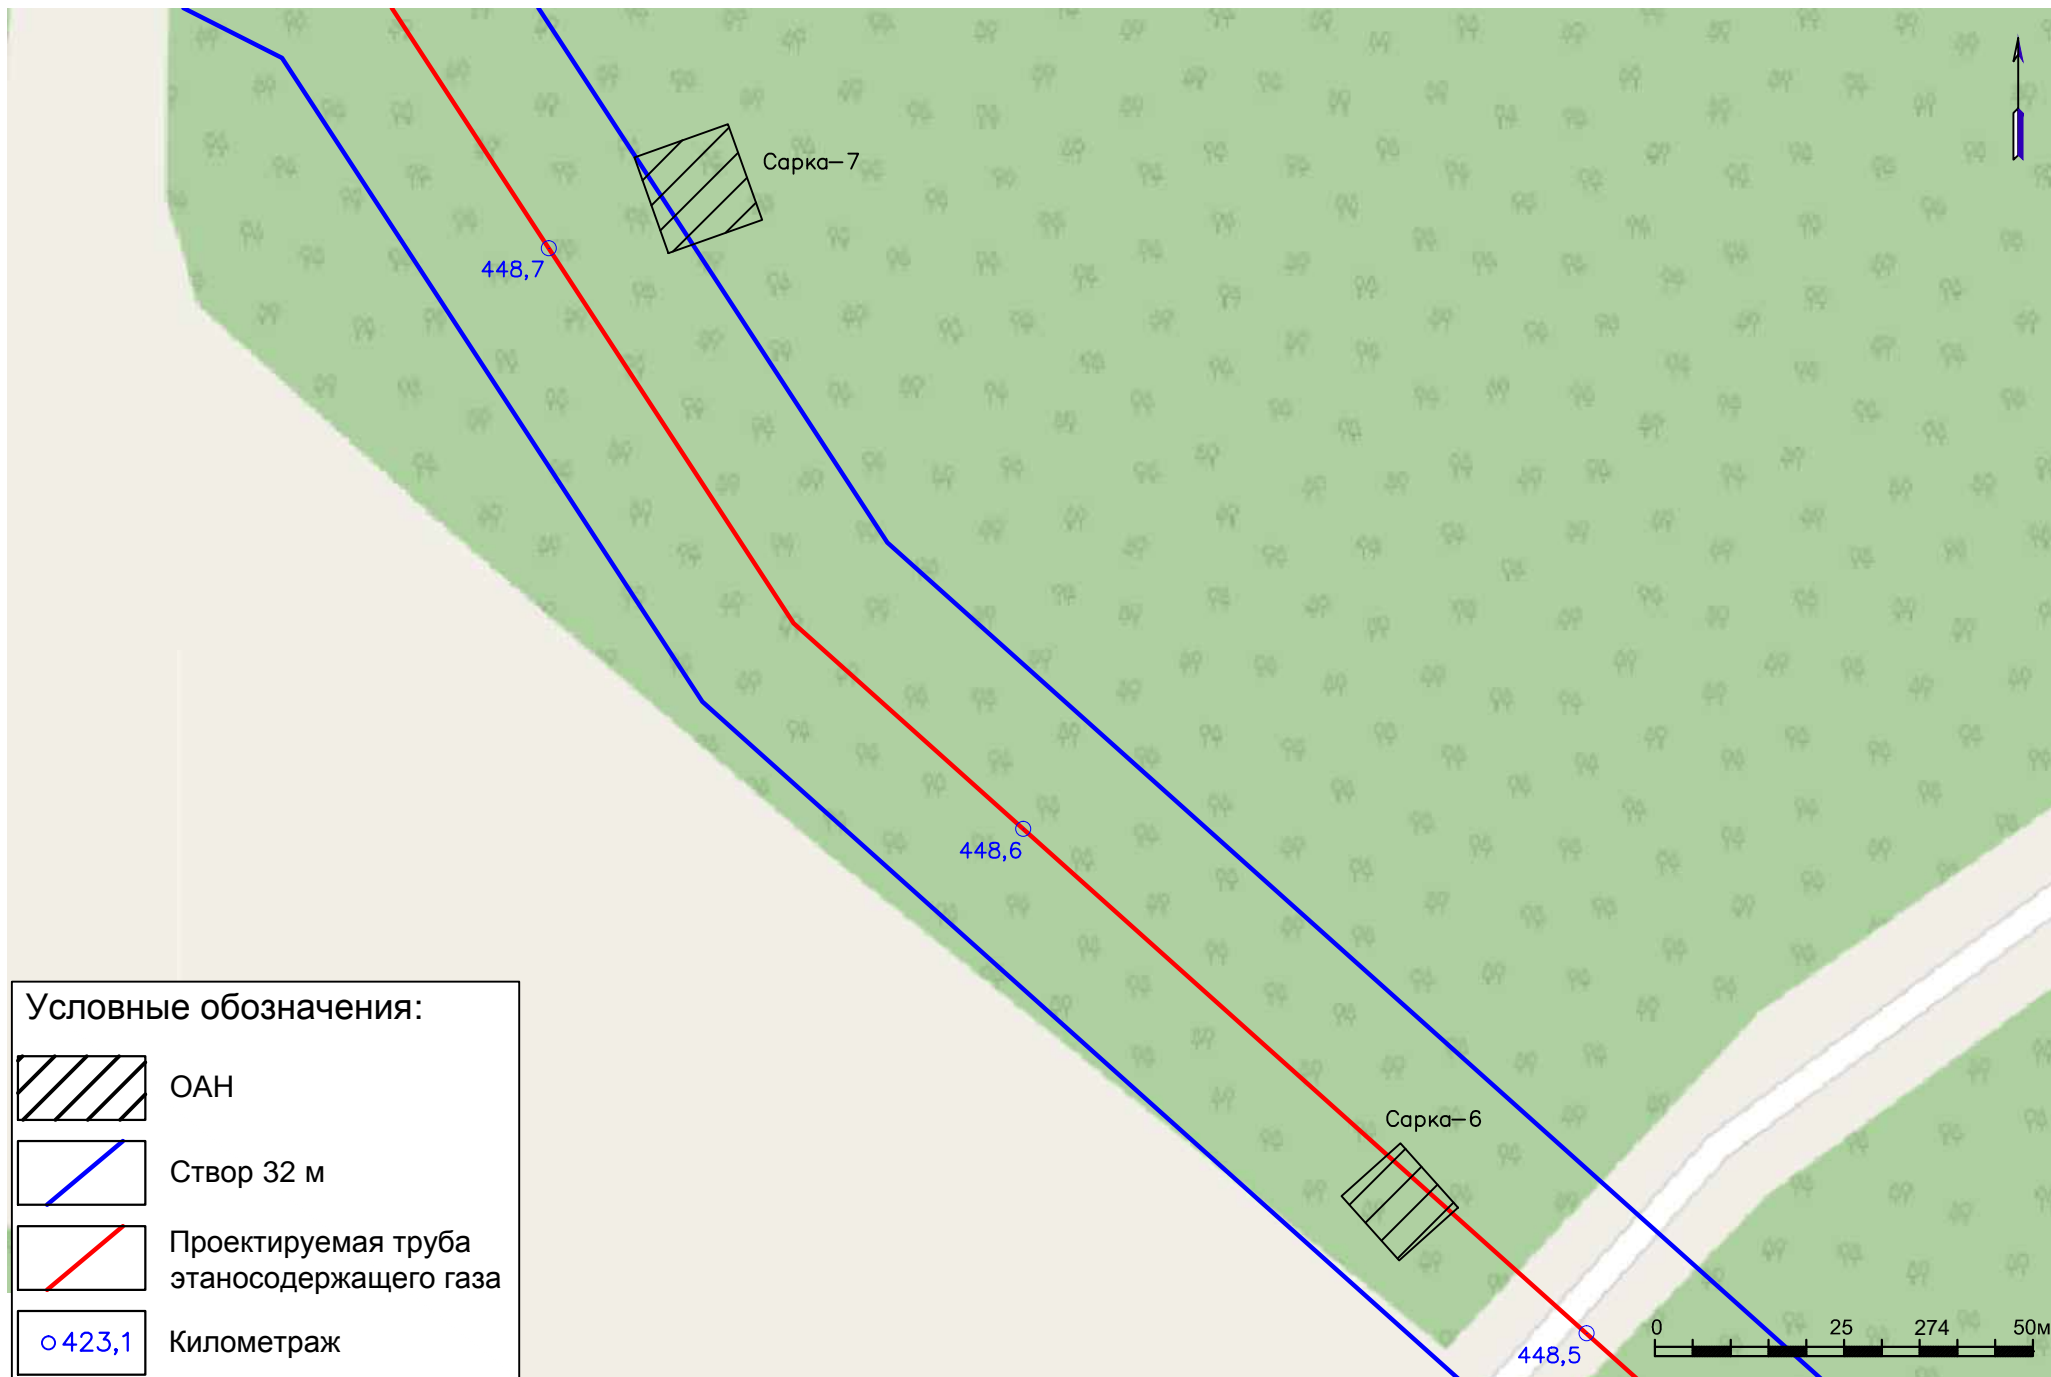 Сарка-7
448,7
448,6
Сарка-6
448,5
0 25 274 50м
Условные обозначения:
ОАН
Створ 32 м
Проектируемая труба
этаносодержащего газа
423,1 Километраж